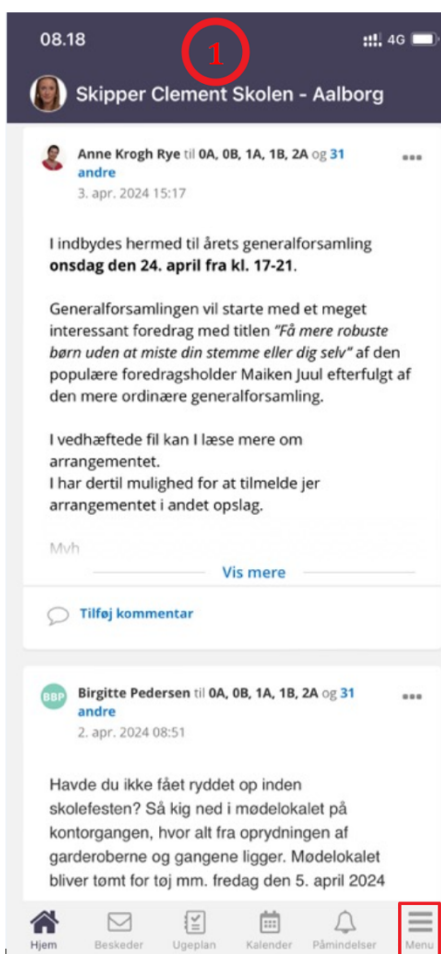 08.18
1
4G
Skipper Clement Skolen - Aalborg
Anne Krogh Rye til 0A, 0B, 1A, 1B, 2A og 31
andre
3. apr. 2024 15:17
I indbydes hermed til årets generalforsamling
onsdag den 24. april fra kl. 17-21.
Generalforsamlingen vil starte med et meget
interessant foredrag med titlen "Få mere robuste
børn uden at miste din stemme eller dig selv" af den
populære foredragsholder Maiken Juul efterfulgt af
den mere ordinære generalforsamling.
I vedhæftede fil kan I læse mere om
arrangementet.
I har dertil mulighed for at tilmelde jer
arrangementet i andet opslag.
Mvh
Vis mere
Tilføj kommentar
BBP
Birgitte Pedersen til 0A, 0B, 1A, 1B, 2A og 31
andre
2. apr. 2024 08:51
Havde du ikke fået ryddet op inden
skolefesten? Så kig ned i mødelokalet på
kontorgangen, hvor alt fra oprydningen af
garderoberne og gangene ligger. Mødelokalet
bliver tømt for tøj mm. fredag den 5. april 2024
Hjem Beskeder Ugeplan Kalender Påmindelser Menu